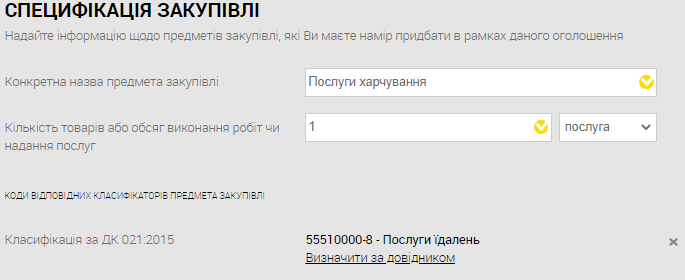 СПЕЦИФІКАЦІЯ ЗАКУПІВЛІ
Надайте інформацію щодо предметів закупівлі, які Ви маєте намір придбати в рамках даного оголошення
Конкретна назва предмета закупівлі
Послуги харчування
Кількість товарів або обсяг виконання робіт чи
надання послуг
1
послуга
КОДИ ВІДПОВІДНИХ КЛАСИФІКАТОРІВ ПРЕДМЕТА ЗАКУПІВЛІ
Класифікація за ДК 021:2015
55510000-8 - Послуги їдалень
Визначити за довідником